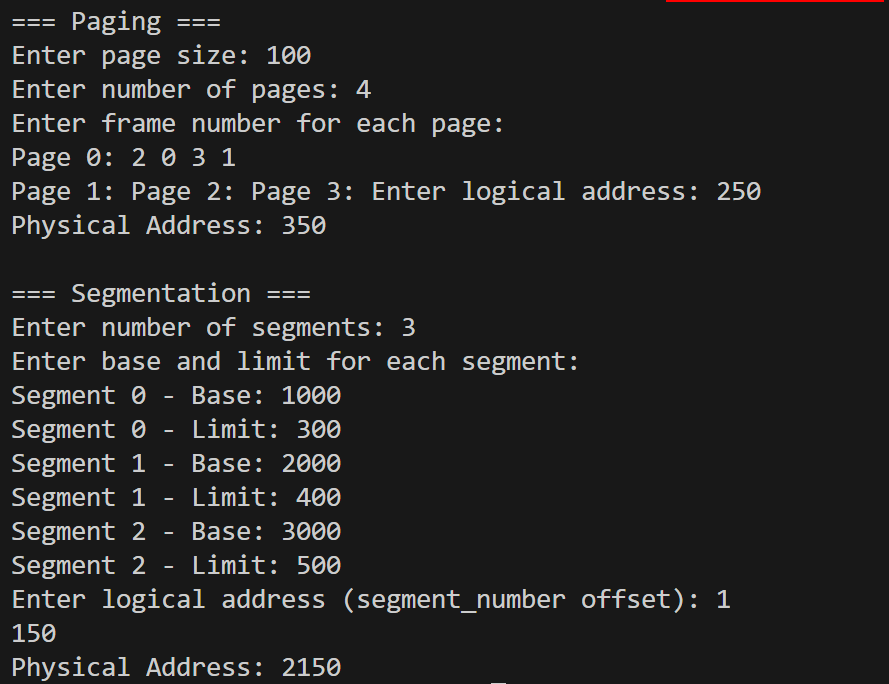 === Paging ===
Enter page size: 100
Enter number of pages: 4
Enter frame number for each page:
Page 0: 2 0 3 1
Page 1: Page 2: Page 3: Enter logical address: 250
Physical Address: 350

=== Segmentation ===
Enter number of segments: 3
Enter base and limit for each segment:
Segment 0 - Base: 1000
Segment 0 - Limit: 300
Segment 1 - Base: 2000
Segment 1 - Limit: 400
Segment 2 - Base: 3000
Segment 2 - Limit: 500
Enter logical address (segment_number offset): 1
150
Physical Address: 2150